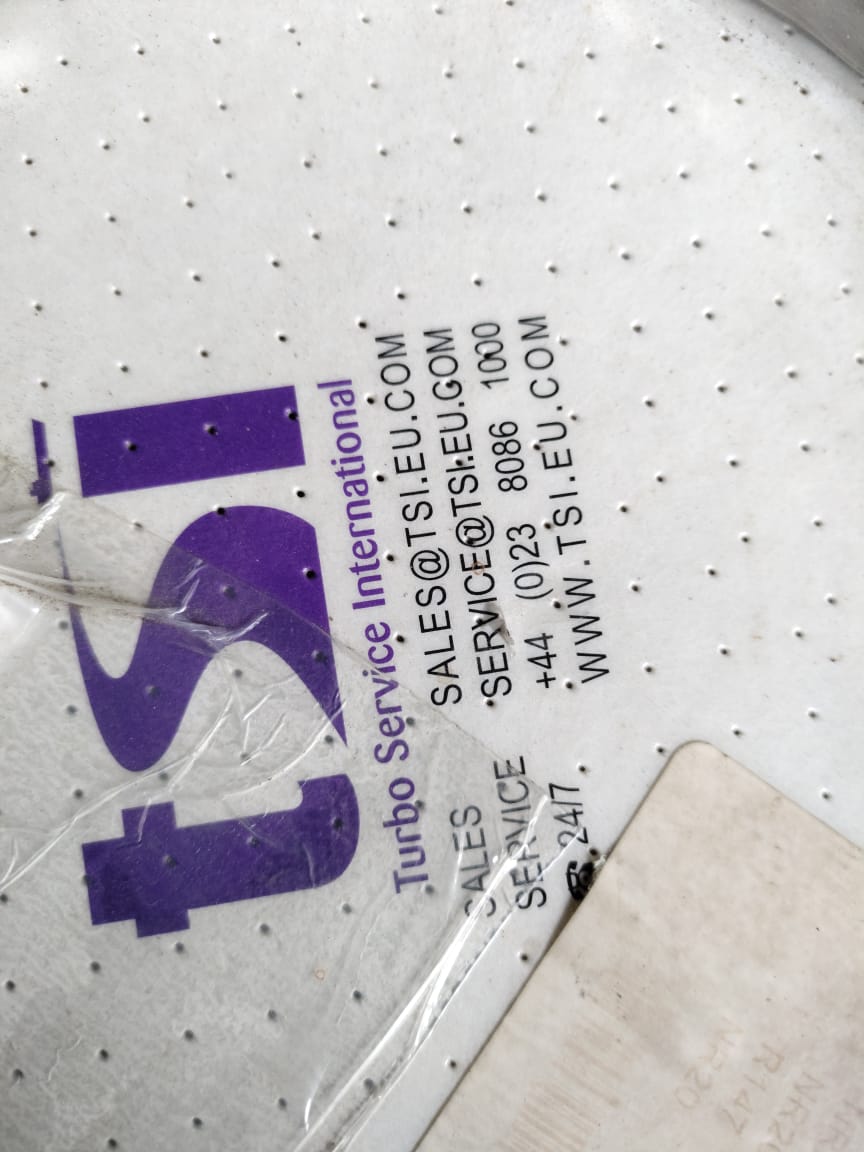 tSI
Turbo Service International
SALES SALES@TSI.EU.COM
SERVICE SERVICE@TSI.EU.COM
☎ 24/7 +44 (0)23 8086 1000
WWW.TSI.EU.COM
R147